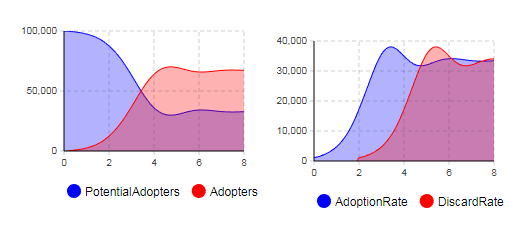 100,000
50,000
0
0 2 4 6 8
PotentialAdopters Adopters
40,000
30,000
20,000
10,000
0
0 2 4 6 8
AdoptionRate DiscardRate